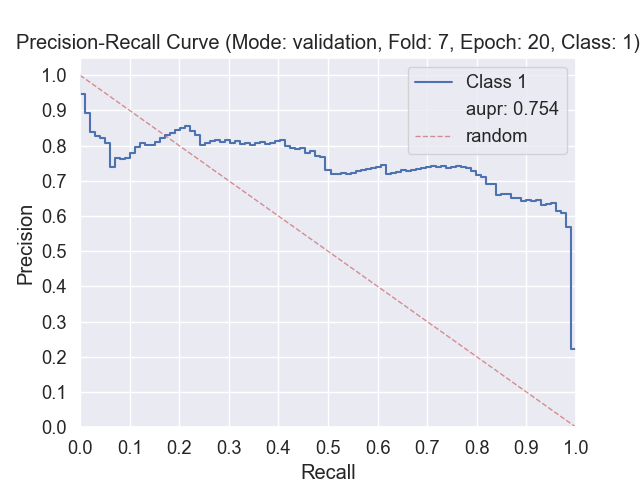 Precision-Recall Curve (Mode: validation, Fold: 7, Epoch: 20, Class: 1)
Class 1
aupr: 0.754
random
Precision
1.0
0.9
0.8
0.7
0.6
0.5
0.4
0.3
0.2
0.1
0.0
0.0 0.1 0.2 0.3 0.4 0.5 0.6 0.7 0.8 0.9 1.0
Recall